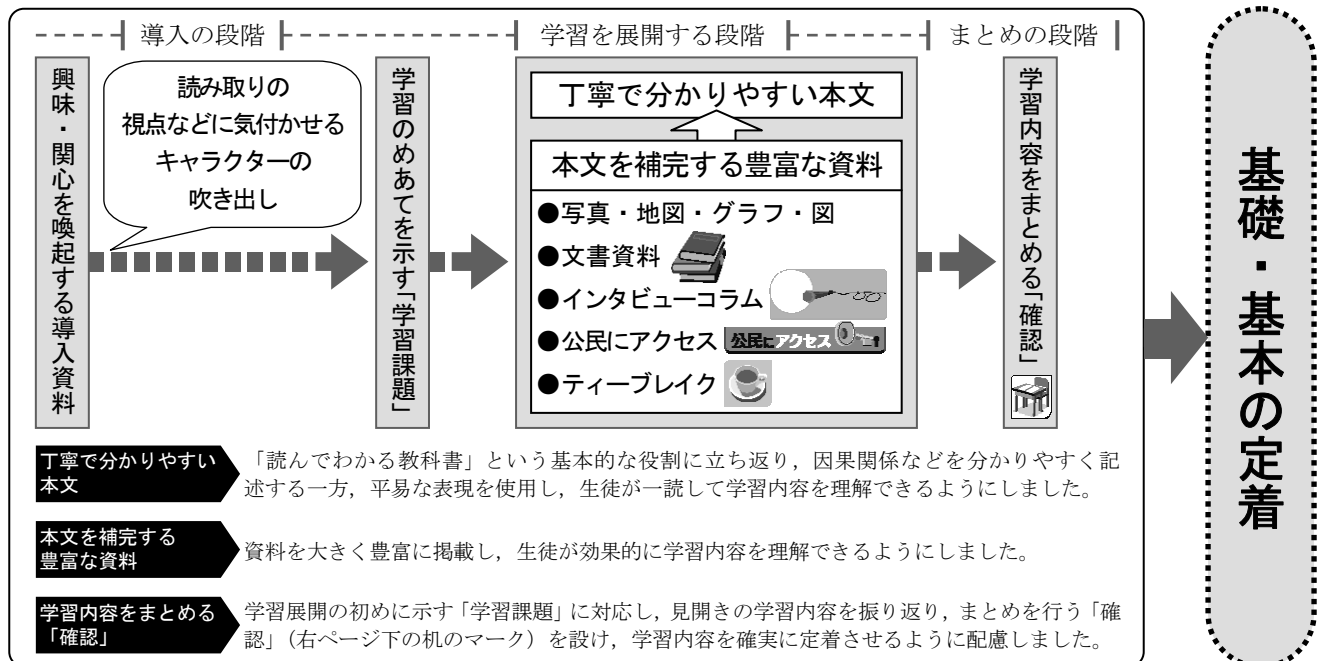 導入の段階
学習を展開する段階
まとめの段階
興味・関心を喚起する導入資料
読み取りの
視点などに気付かせる
キャラクターの
吹き出し
学習のめあてを示す「学習課題」
丁寧で分かりやすい本文
本文を補完する豊富な資料
●写真・地図・グラフ・図
●文書資料
●インタビューコラム
●公民にアクセス
公民にアクセス
●ティーブレイク
学習内容をまとめる「確認」
基礎・基本の定着
丁寧で分かりやすい
本文
「読んでわかる教科書」という基本的な役割に立ち返り，因果関係などを分かりやすく記
述する一方，平易な表現を使用し，生徒が一読して学習内容を理解できるようにしました。
本文を補完する
豊富な資料
資料を大きく豊富に掲載し，生徒が効果的に学習内容を理解できるようにしました。
学習内容をまとめる
「確認」
学習展開の初めに示す「学習課題」に対応し，見開きの学習内容を振り返り，まとめを行う「確
認」（右ページ下の机のマーク）を設け，学習内容を確実に定着させるように配慮しました。